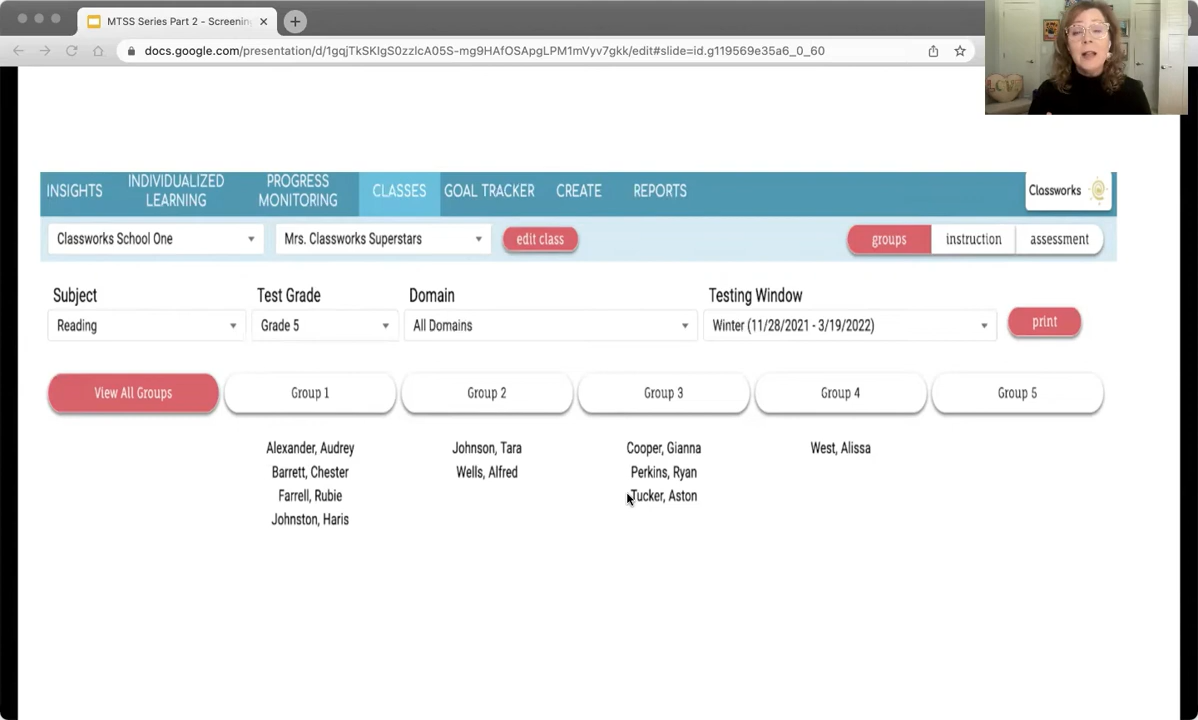 MTSS Series Part 2 - Screening
docs.google.com/presentation/d/1gqjTkSKIgS0zzlcA05S-mg9HAfOSApgLPM1mVyv7gkk/edit#slide=id.g119569e35a6_0_60
LOVE
INSIGHTS
INDIVIDUALIZED
LEARNING
PROGRESS
MONITORING
CLASSES
GOAL TRACKER
CREATE
REPORTS
Classworks
Classworks School One
Mrs. Classworks Superstars
edit class
groups
instruction
assessment
Subject
Test Grade
Domain
Testing Window
Reading
Grade 5
All Domains
Winter (11/28/2021 - 3/19/2022)
print
View All Groups
Group 1
Group 2
Group 3
Group 4
Group 5
Alexander, Audrey
Barrett, Chester
Farrell, Rubie
Johnston, Haris
Johnson, Tara
Wells, Alfred
Cooper, Gianna
Perkins, Ryan
Tucker, Aston
West, Alissa